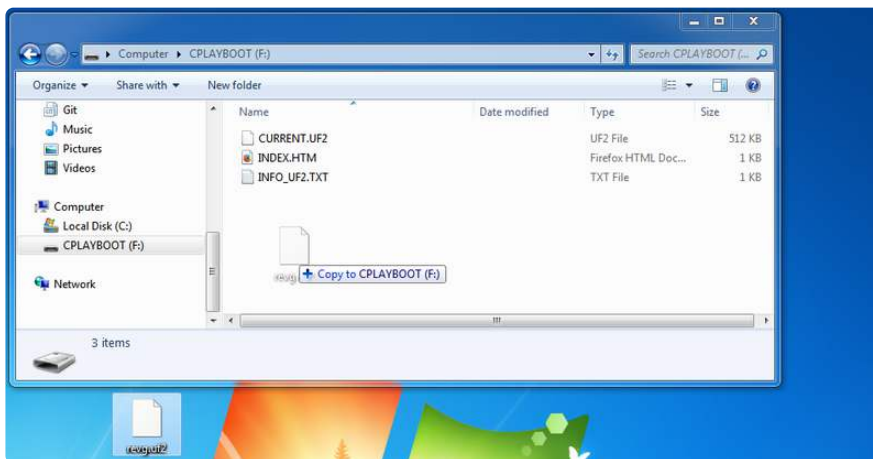 Computer ▸ CPLAYBOOT (F:)
Search CPLAYBOOT (...
Organize ▾ Share with ▾ New folder
Name Date modified Type Size
Git
Music
Pictures
Videos
Computer
Local Disk (C:)
CPLAYBOOT (F:)
Network
CURRENT.UF2 UF2 File 512 KB
INDEX.HTM Firefox HTML Doc... 1 KB
INFO_UF2.TXT TXT File 1 KB
Copy to CPLAYBOOT (F:)
3 items
revg.uf2